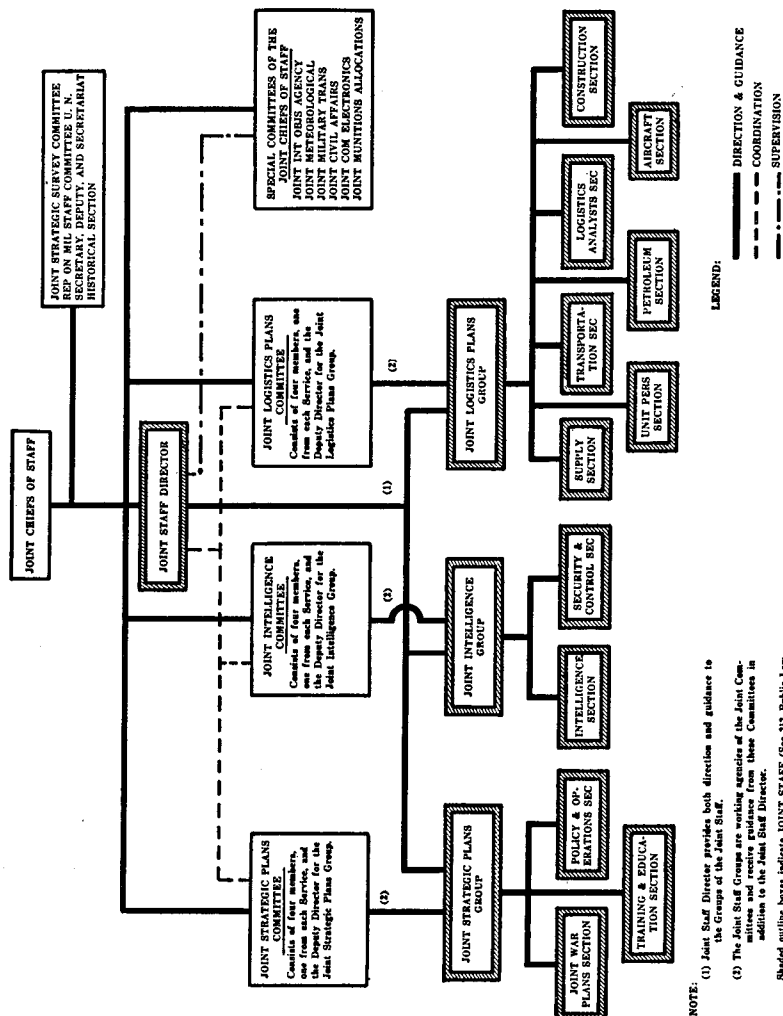 JOINT CHIEFS OF STAFF
JOINT STRATEGIC SURVEY COMMITTEE
REP ON MIL STAFF COMMITTEE U. N.
SECRETARY, DEPUTY, AND SECRETARIAT
HISTORICAL SECTION
JOINT STAFF DIRECTOR
JOINT STRATEGIC PLANS
COMMITTEE
Consists of four members,
one from each Service, and
the Deputy Director for the
Joint Strategic Plans Group.
JOINT INTELLIGENCE
COMMITTEE
Consists of four members,
one from each Service, and
the Deputy Director for the
Joint Intelligence Group.
JOINT LOGISTICS PLANS
COMMITTEE
Consists of four members, one
from each Service, and the
Deputy Director for the Joint
Logistics Plans Group.
SPECIAL COMMITTEES OF THE
JOINT CHIEFS OF STAFF
JOINT INT OBJS AGENCY
JOINT METEOROLOGICAL
JOINT MILITARY TRANS
JOINT CIVIL AFFAIRS
JOINT COM ELECTRONICS
JOINT MUNITIONS ALLOCATIONS
(2)
(2)
(1)
(2)
JOINT STRATEGIC PLANS
GROUP
JOINT INTELLIGENCE
GROUP
JOINT LOGISTICS PLANS
GROUP
JOINT WAR
PLANS SECTION
POLICY & OP-
ERATIONS SEC
TRAINING & EDUCA-
TION SECTION
INTELLIGENCE
SECTION
SECURITY &
CONTROL SEC
SUPPLY
SECTION
TRANSPORTA-
TION SEC
LOGISTICS
ANALYSTS SEC
CONSTRUCTION
SECTION
UNIT PERS
SECTION
PETROLEUM
SECTION
AIRCRAFT
SECTION
NOTE:
(1) Joint Staff Director provides both direction and guidance to
the Groups of the Joint Staff.
(2) The Joint Staff Groups are working agencies of the Joint Com-
mittees and receive guidance from these Committees in
addition to the Joint Staff Director.
Shaded outline boxes indicate JOINT STAFF (Sec 212 Public Law
LEGEND:
DIRECTION & GUIDANCE
COORDINATION
SUPERVISION